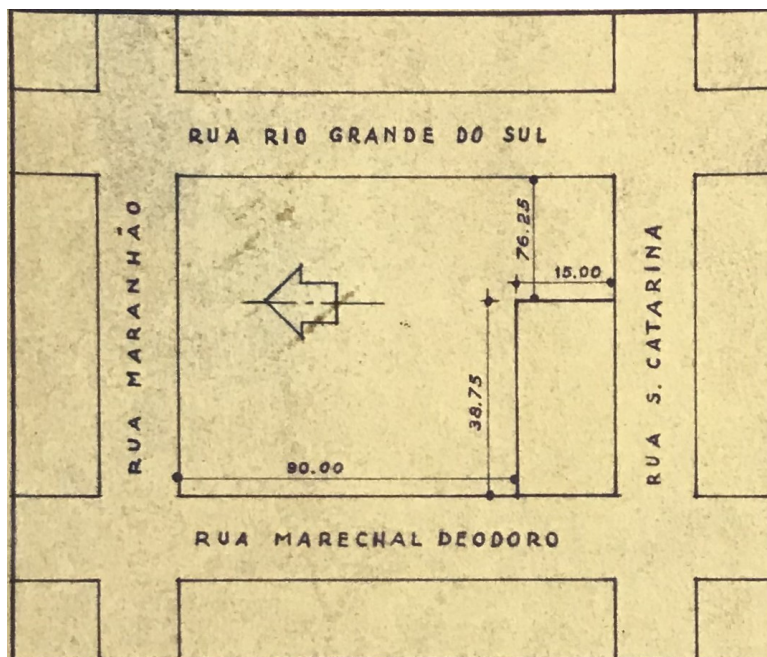 RUA RIO GRANDE DO SUL
RUA MARANHÃO
76.25
15.00
RUA S. CATARINA
38.75
90.00
RUA MARECHAL DEODORO